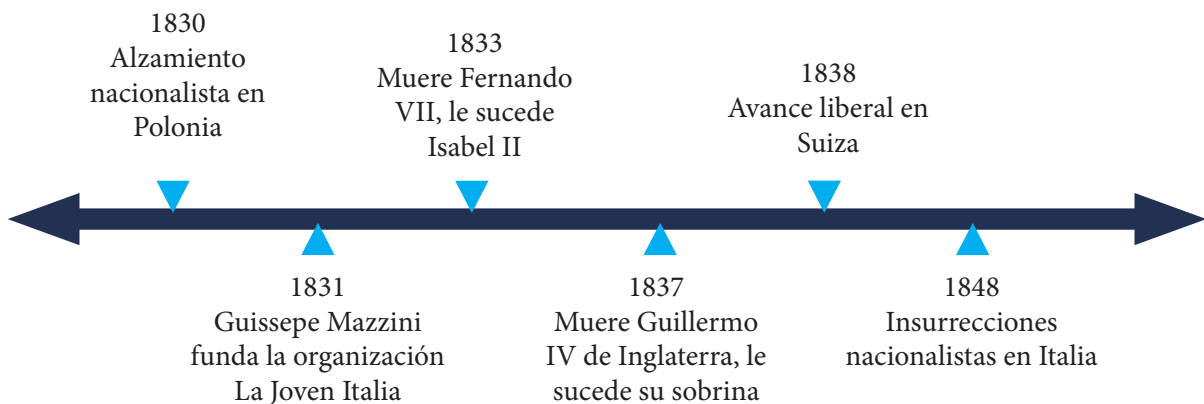 1830
Alzamiento
nacionalista en
Polonia
1833
Muere Fernando
VII, le sucede
Isabel II
1838
Avance liberal en
Suiza
1831
Guissepe Mazzini
funda la organización
La Joven Italia
1837
Muere Guillermo
IV de Inglaterra, le
sucede su sobrina
1848
Insurrecciones
nacionalistas en Italia